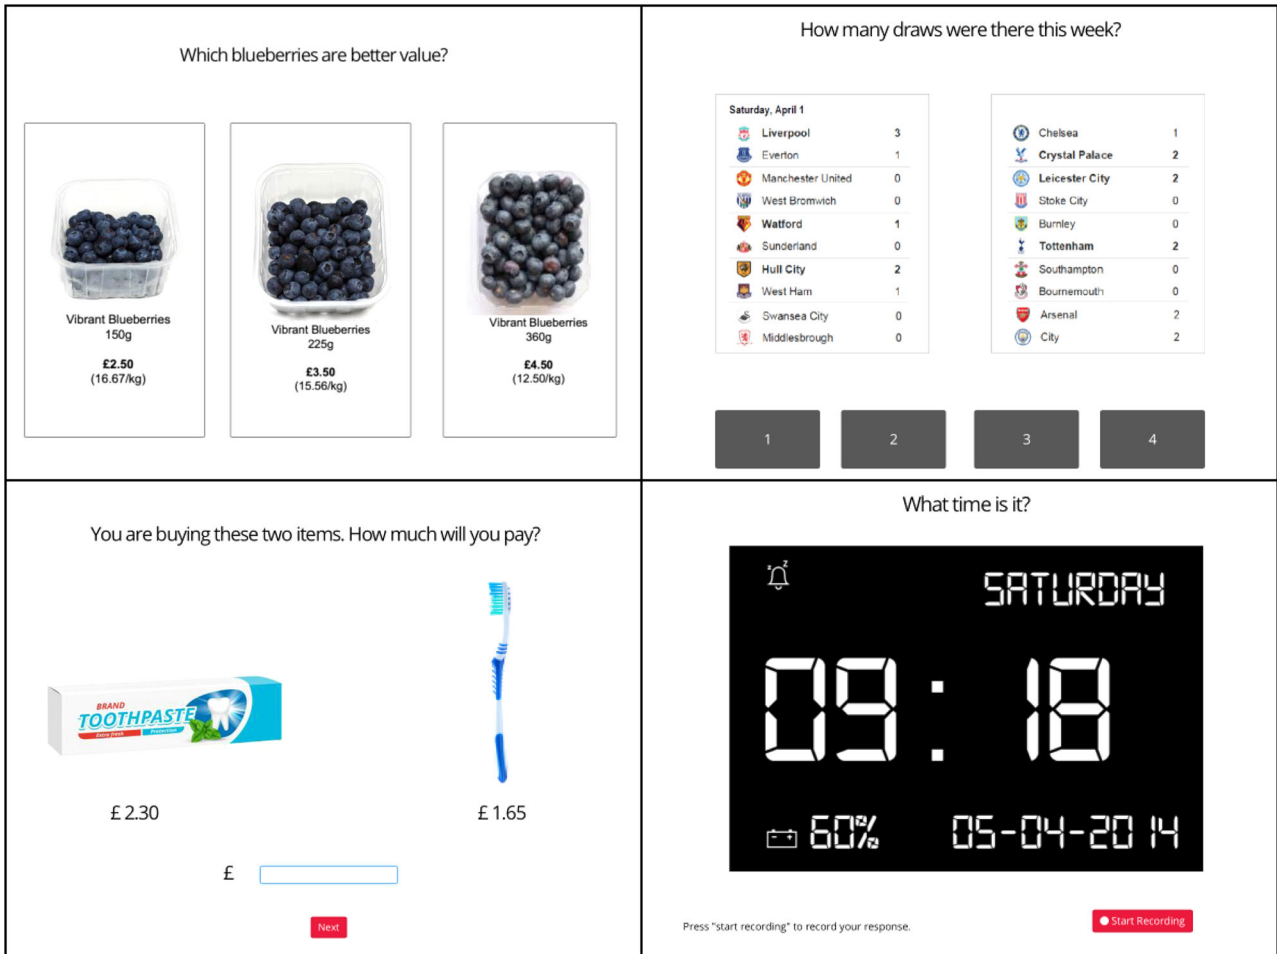 Which blueberries are better value?
Vibrant Blueberries
150g
£2.50
(16.67/kg)
Vibrant Blueberries
225g
£3.50
(15.56/kg)
Vibrant Blueberries
360g
£4.50
(12.50/kg)
How many draws were there this week?
Saturday, April 1
Liverpool 3
Everton 1
Manchester United 0
West Bromwich 0
Watford 1
Sunderland 0
Hull City 2
West Ham 1
Swansea City 0
Middlesbrough 0
Chelsea 1
Crystal Palace 2
Leicester City 2
Stoke City 0
Burnley 0
Tottenham 2
Southampton 0
Bournemouth 0
Arsenal 2
City 2
1 2 3 4
You are buying these two items. How much will you pay?
BRAND
TOOTHPASTE
Extra fresh Protection
£ 2.30 £ 1.65
£
Next
What time is it?
SATURDAY
09:18
60% 05-04-2014
Press "start recording" to record your response.
Start Recording